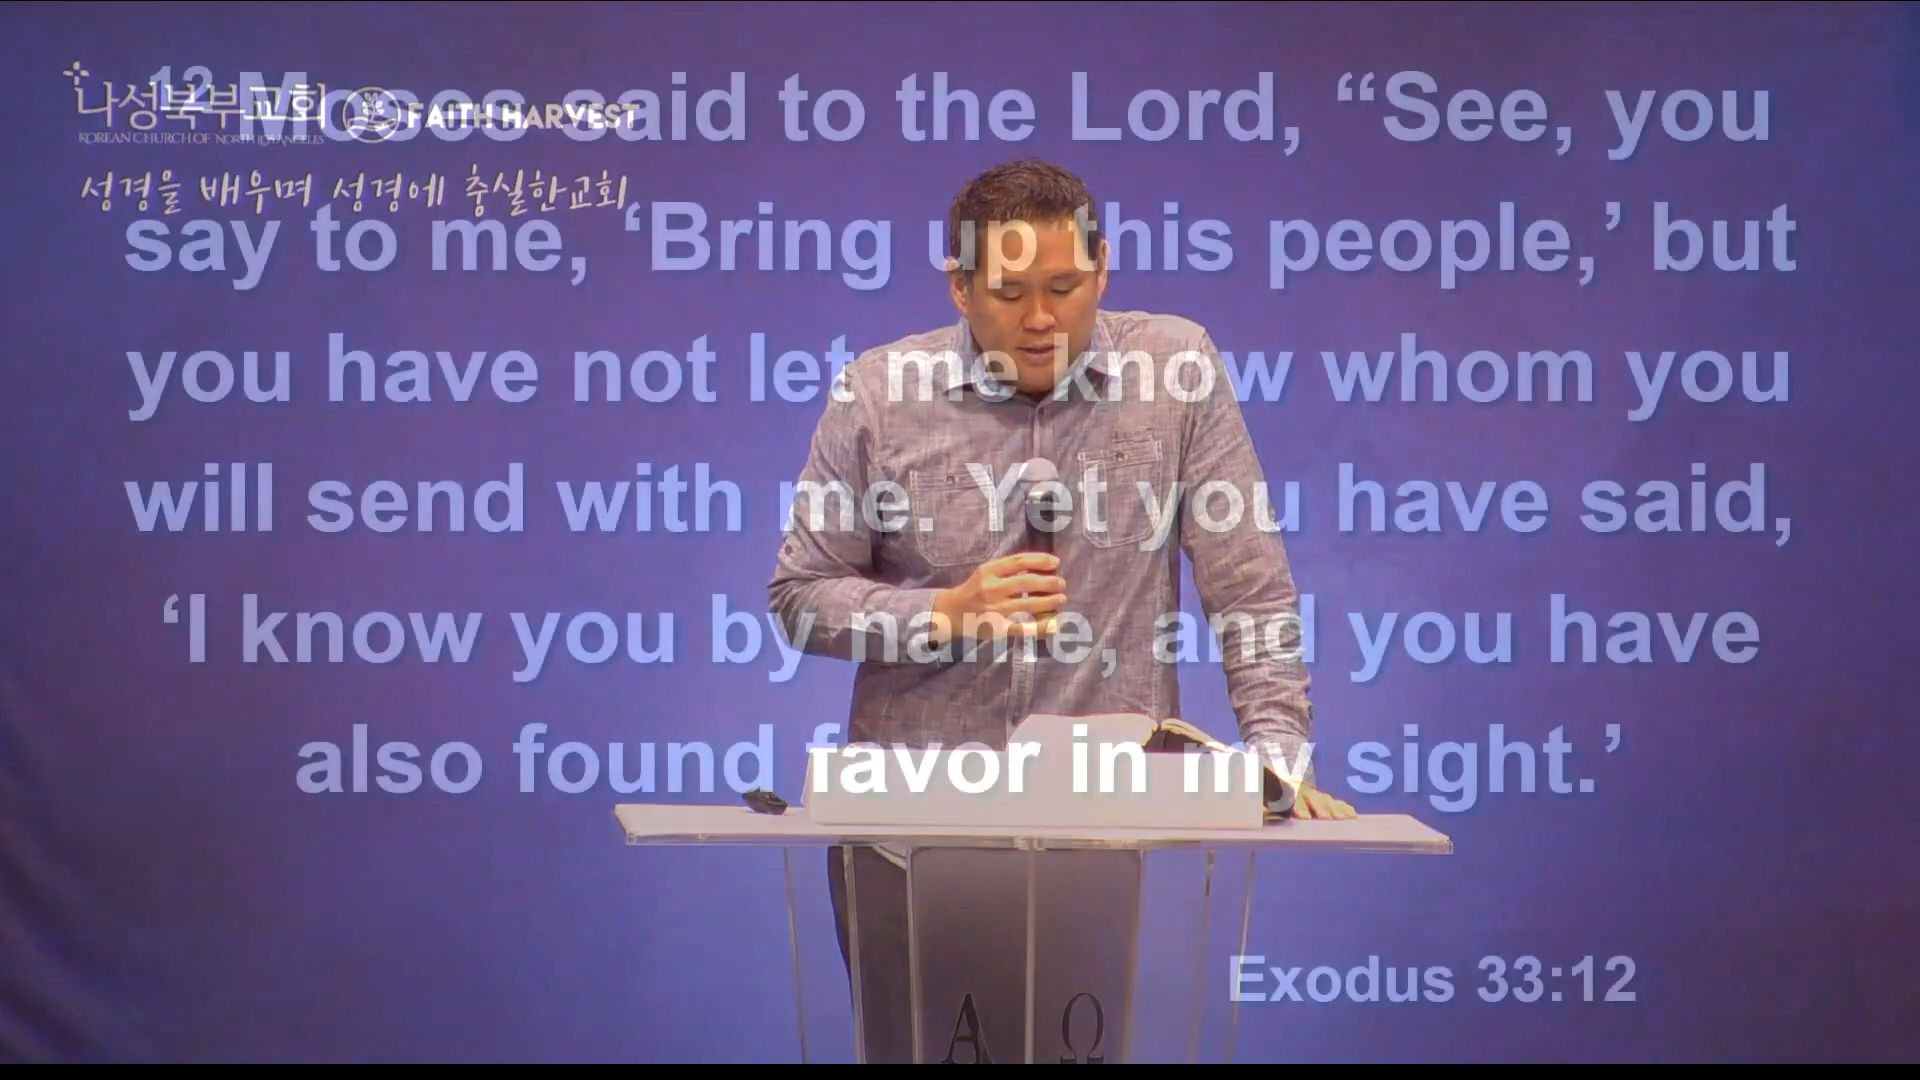 나성북부교회 FAITH HARVEST
KOREAN CHURCH OF NORTH LOS ANGELES
성경을 배우며 성경에 충실한교회
12 Moses said to the Lord, “See, you
say to me, ‘Bring up this people,’ but
you have not let me know whom you
will send with me. Yet you have said,
‘I know you by name, and you have
also found favor in my sight.’
Exodus 33:12
Α Ω